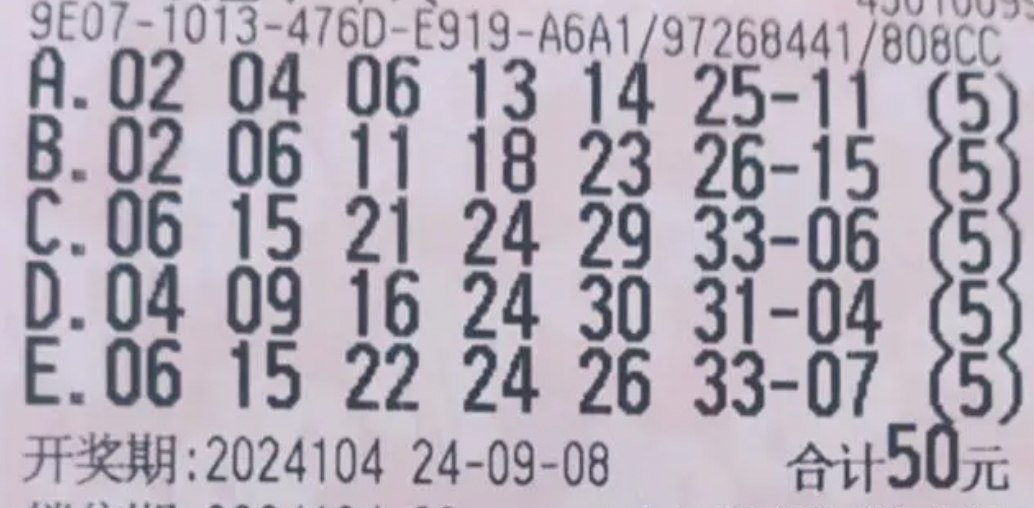 9E07-1013-476D-E919-A6A1/97268441/808CC
A. 02 04 06 13 14 25-11 (5)
B. 02 06 11 18 23 26-15 (5)
C. 06 15 21 24 29 33-06 (5)
D. 04 09 16 24 30 31-04 (5)
E. 06 15 22 24 26 33-07 (5)
开奖期:2024104 24-09-08 合计50元